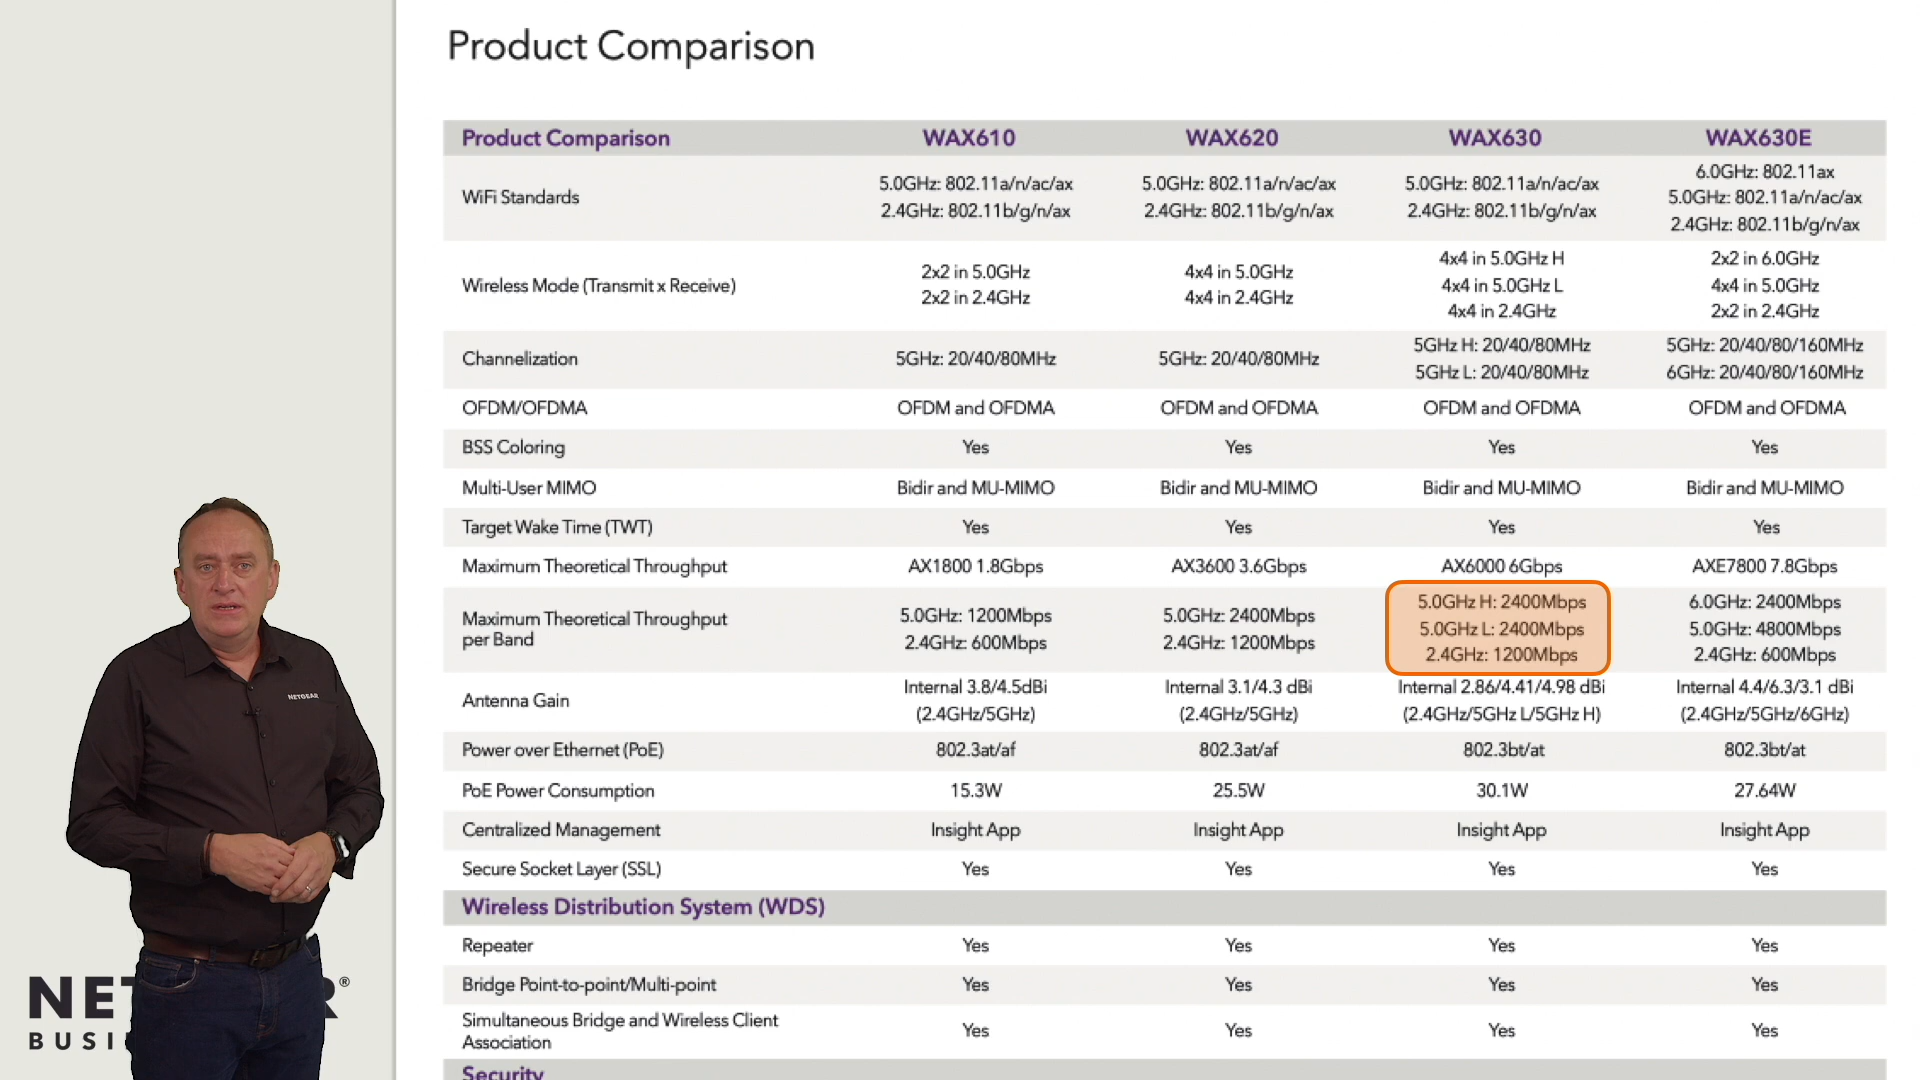 Product Comparison
Product Comparison WAX610 WAX620 WAX630 WAX630E
WiFi Standards
5.0GHz: 802.11a/n/ac/ax
2.4GHz: 802.11b/g/n/ax
5.0GHz: 802.11a/n/ac/ax
2.4GHz: 802.11b/g/n/ax
5.0GHz: 802.11a/n/ac/ax
2.4GHz: 802.11b/g/n/ax
6.0GHz: 802.11ax
5.0GHz: 802.11a/n/ac/ax
2.4GHz: 802.11b/g/n/ax
Wireless Mode (Transmit x Receive)
2x2 in 5.0GHz
2x2 in 2.4GHz
4x4 in 5.0GHz
4x4 in 2.4GHz
4x4 in 5.0GHz H
4x4 in 5.0GHz L
4x4 in 2.4GHz
2x2 in 6.0GHz
4x4 in 5.0GHz
2x2 in 2.4GHz
Channelization
5GHz: 20/40/80MHz
5GHz: 20/40/80MHz
5GHz H: 20/40/80MHz
5GHz L: 20/40/80MHz
5GHz: 20/40/80/160MHz
6GHz: 20/40/80/160MHz
OFDM/OFDMA OFDM and OFDMA OFDM and OFDMA OFDM and OFDMA OFDM and OFDMA
BSS Coloring Yes Yes Yes Yes
Multi-User MIMO Bidir and MU-MIMO Bidir and MU-MIMO Bidir and MU-MIMO Bidir and MU-MIMO
Target Wake Time (TWT) Yes Yes Yes Yes
Maximum Theoretical Throughput AX1800 1.8Gbps AX3600 3.6Gbps AX6000 6Gbps AXE7800 7.8Gbps
Maximum Theoretical Throughput
per Band
5.0GHz: 1200Mbps
2.4GHz: 600Mbps
5.0GHz: 2400Mbps
2.4GHz: 1200Mbps
5.0GHz H: 2400Mbps
5.0GHz L: 2400Mbps
2.4GHz: 1200Mbps
6.0GHz: 2400Mbps
5.0GHz: 4800Mbps
2.4GHz: 600Mbps
Antenna Gain
Internal 3.8/4.5dBi
(2.4GHz/5GHz)
Internal 3.1/4.3 dBi
(2.4GHz/5GHz)
Internal 2.86/4.41/4.98 dBi
(2.4GHz/5GHz L/5GHz H)
Internal 4.4/6.3/3.1 dBi
(2.4GHz/5GHz/6GHz)
Power over Ethernet (PoE) 802.3at/af 802.3at/af 802.3bt/at 802.3bt/at
PoE Power Consumption 15.3W 25.5W 30.1W 27.64W
Centralized Management Insight App Insight App Insight App Insight App
Secure Socket Layer (SSL) Yes Yes Yes Yes
Wireless Distribution System (WDS)
Repeater Yes Yes Yes Yes
Bridge Point-to-point/Multi-point Yes Yes Yes Yes
Simultaneous Bridge and Wireless Client
Association
Yes Yes Yes Yes
Security
NETGEAR
NET R®
BUSI